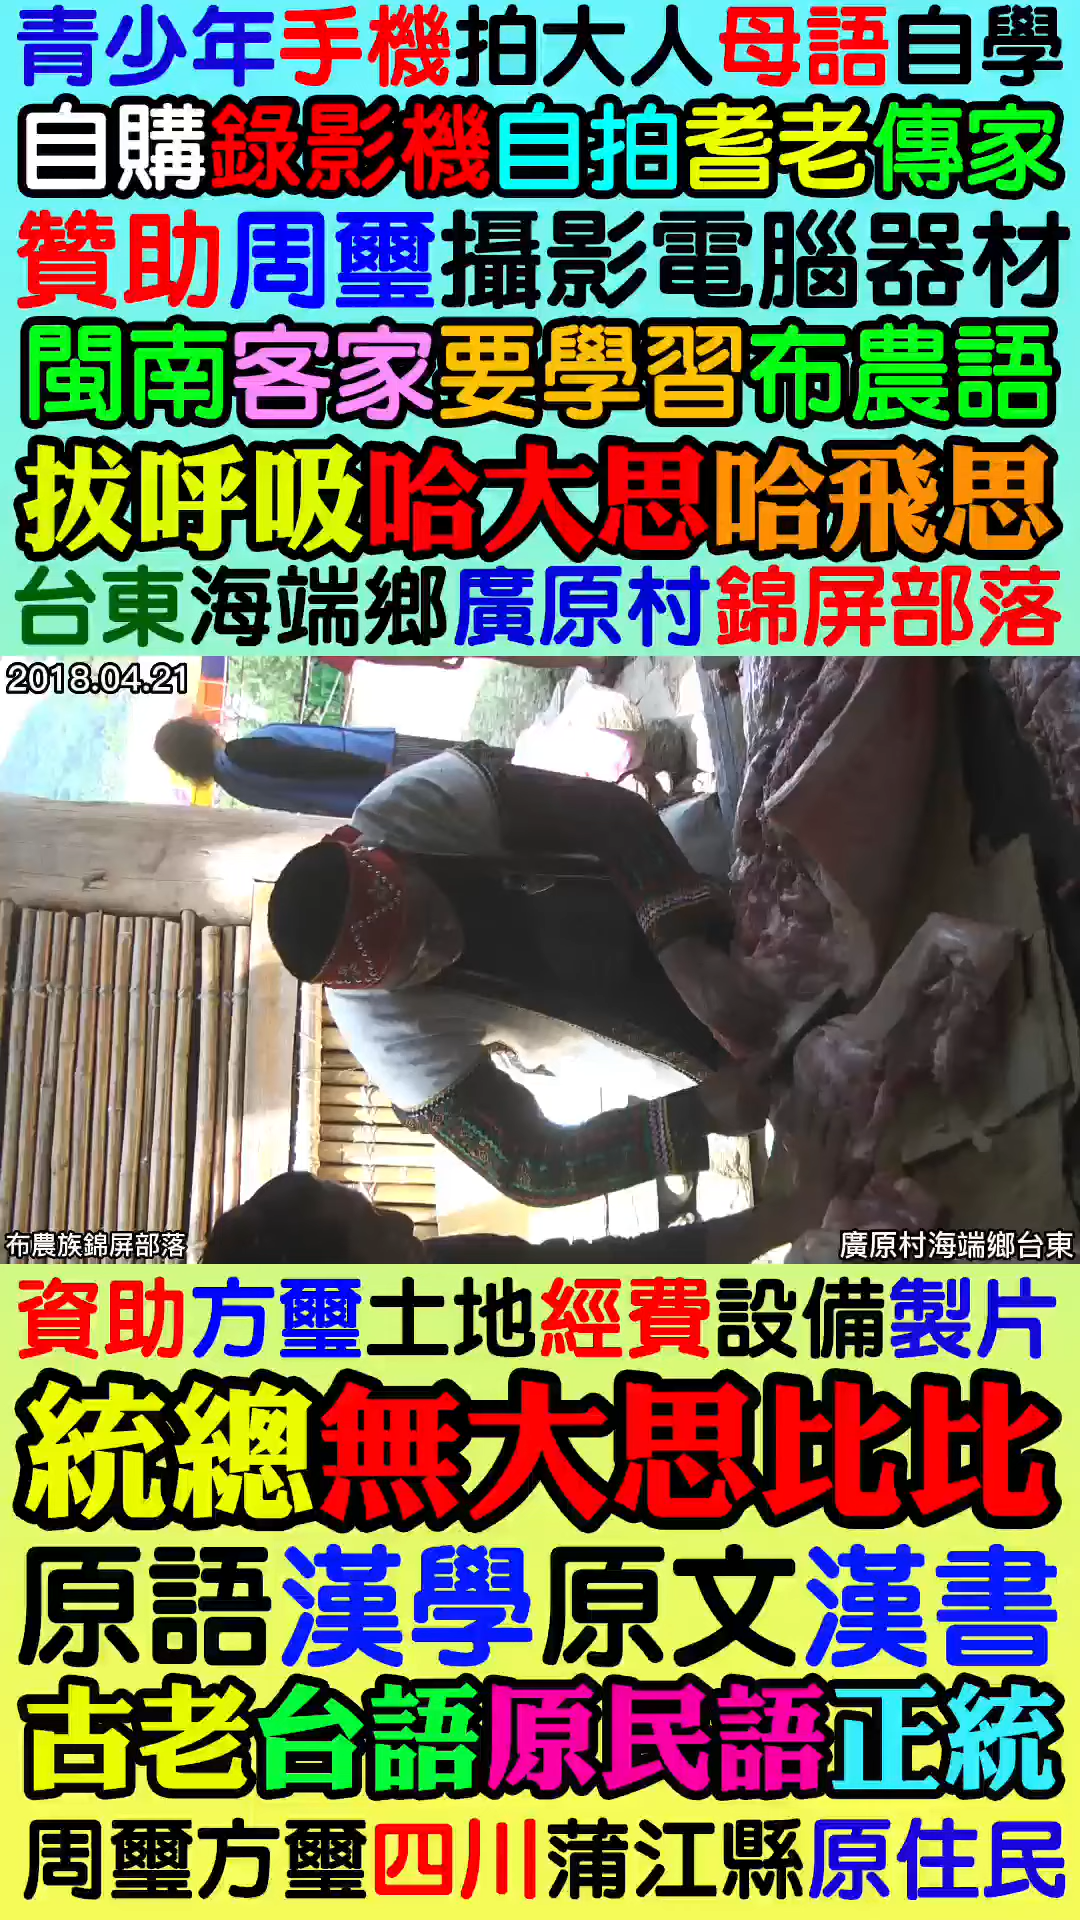 青少年手機拍大人母語自學
自購錄影機自拍耆老傳家
贊助周璽攝影電腦器材
閩南客家要學習布農語
拔呼吸哈大思哈飛思
台東海端鄉廣原村錦屏部落
2018.04.21
布農族錦屏部落
廣原村海端鄉台東
資助方璽土地經費設備製片
統總無大思比比
原語漢學原文漢書
古老台語原民語正統
周璽方璽四川蒲江縣原住民